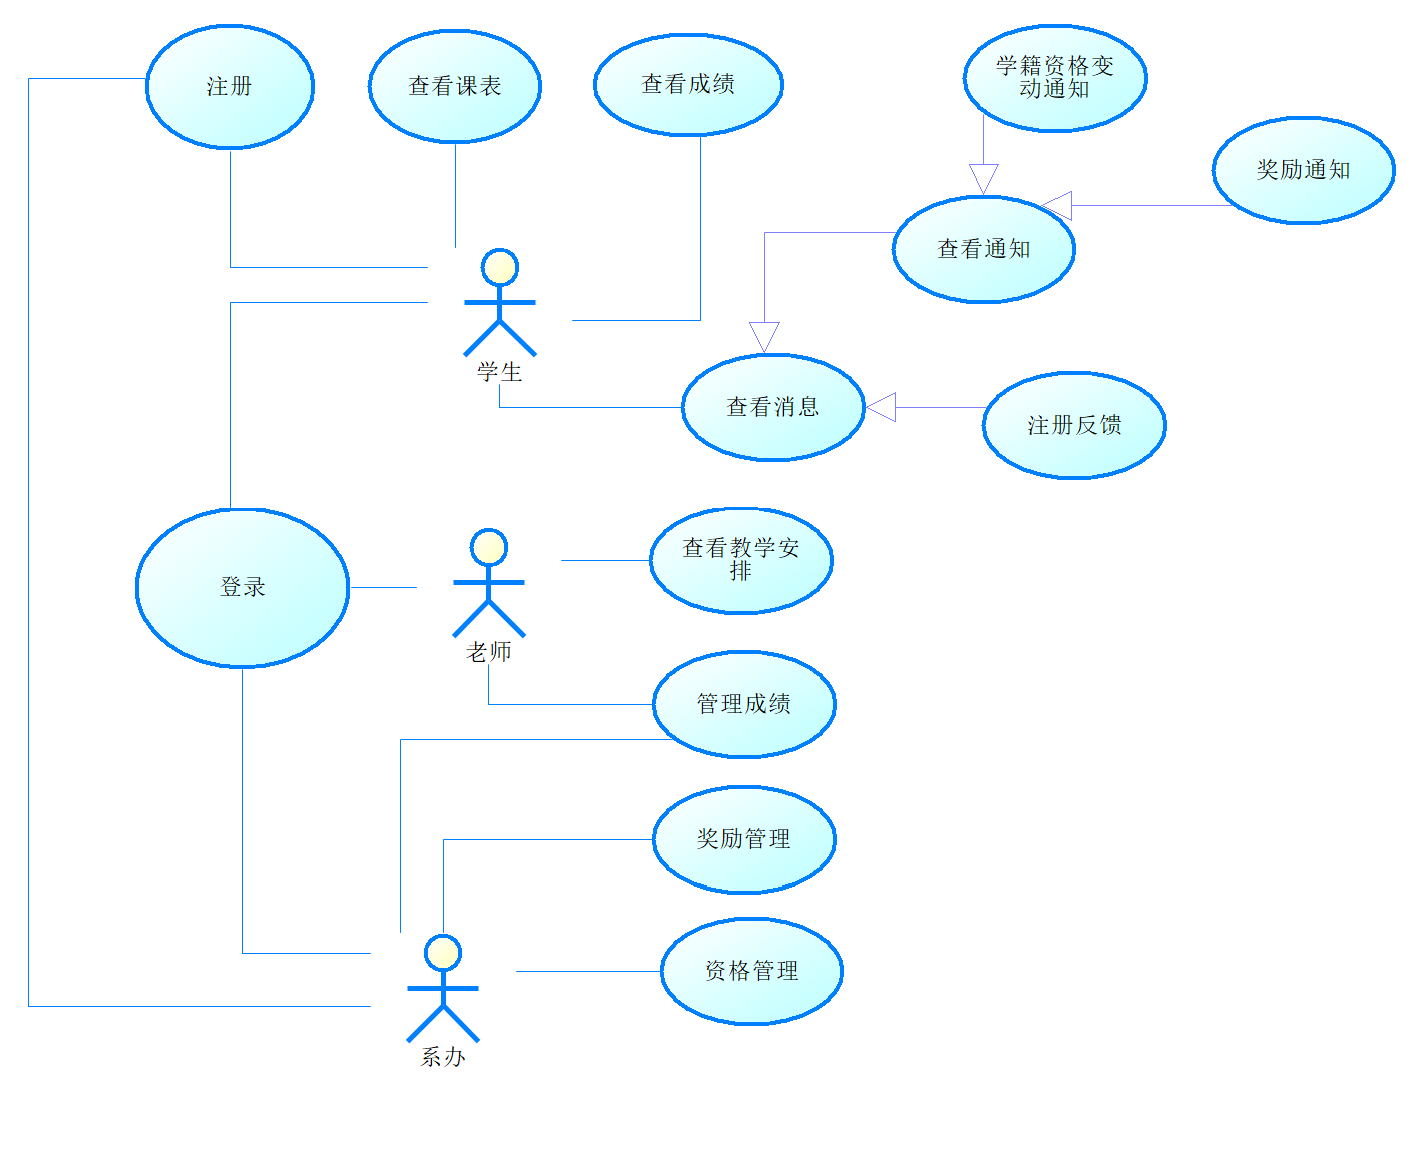 注册
查看课表
查看成绩
学籍资格变
动通知
奖励通知
查看通知
学生
查看消息
注册反馈
查看教学安
排
登录
老师
管理成绩
奖励管理
资格管理
系办